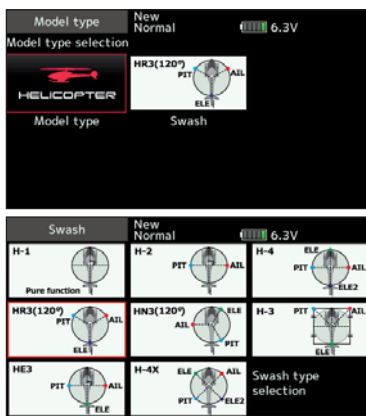 Model type
New
Normal
6.3V
Model type selection
HR3(120°)
PIT
AIL
ELE
HELICOPTER
Model type
Swash
Swash
New
Normal
6.3V
H-1
Pure function
H-2
PIT
AIL
H-4
ELE
PIT
AIL
ELE2
HR3(120°)
PIT
AIL
ELE
HN3(120°)
ELE
AIL
PIT
H-3
PIT
AIL
ELE
HE3
PIT
AIL
ELE
H-4X
ELE
AIL
PIT
ELE2
Swash type
selection